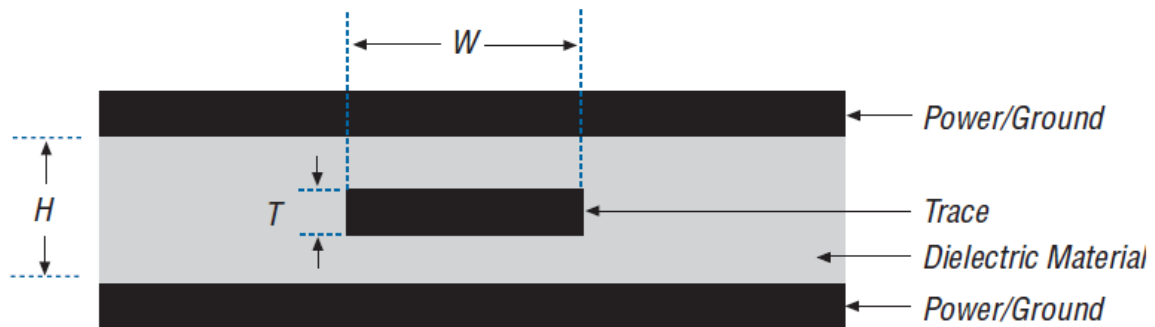 W
Power/Ground
H
T
Trace
Dielectric Material
Power/Ground